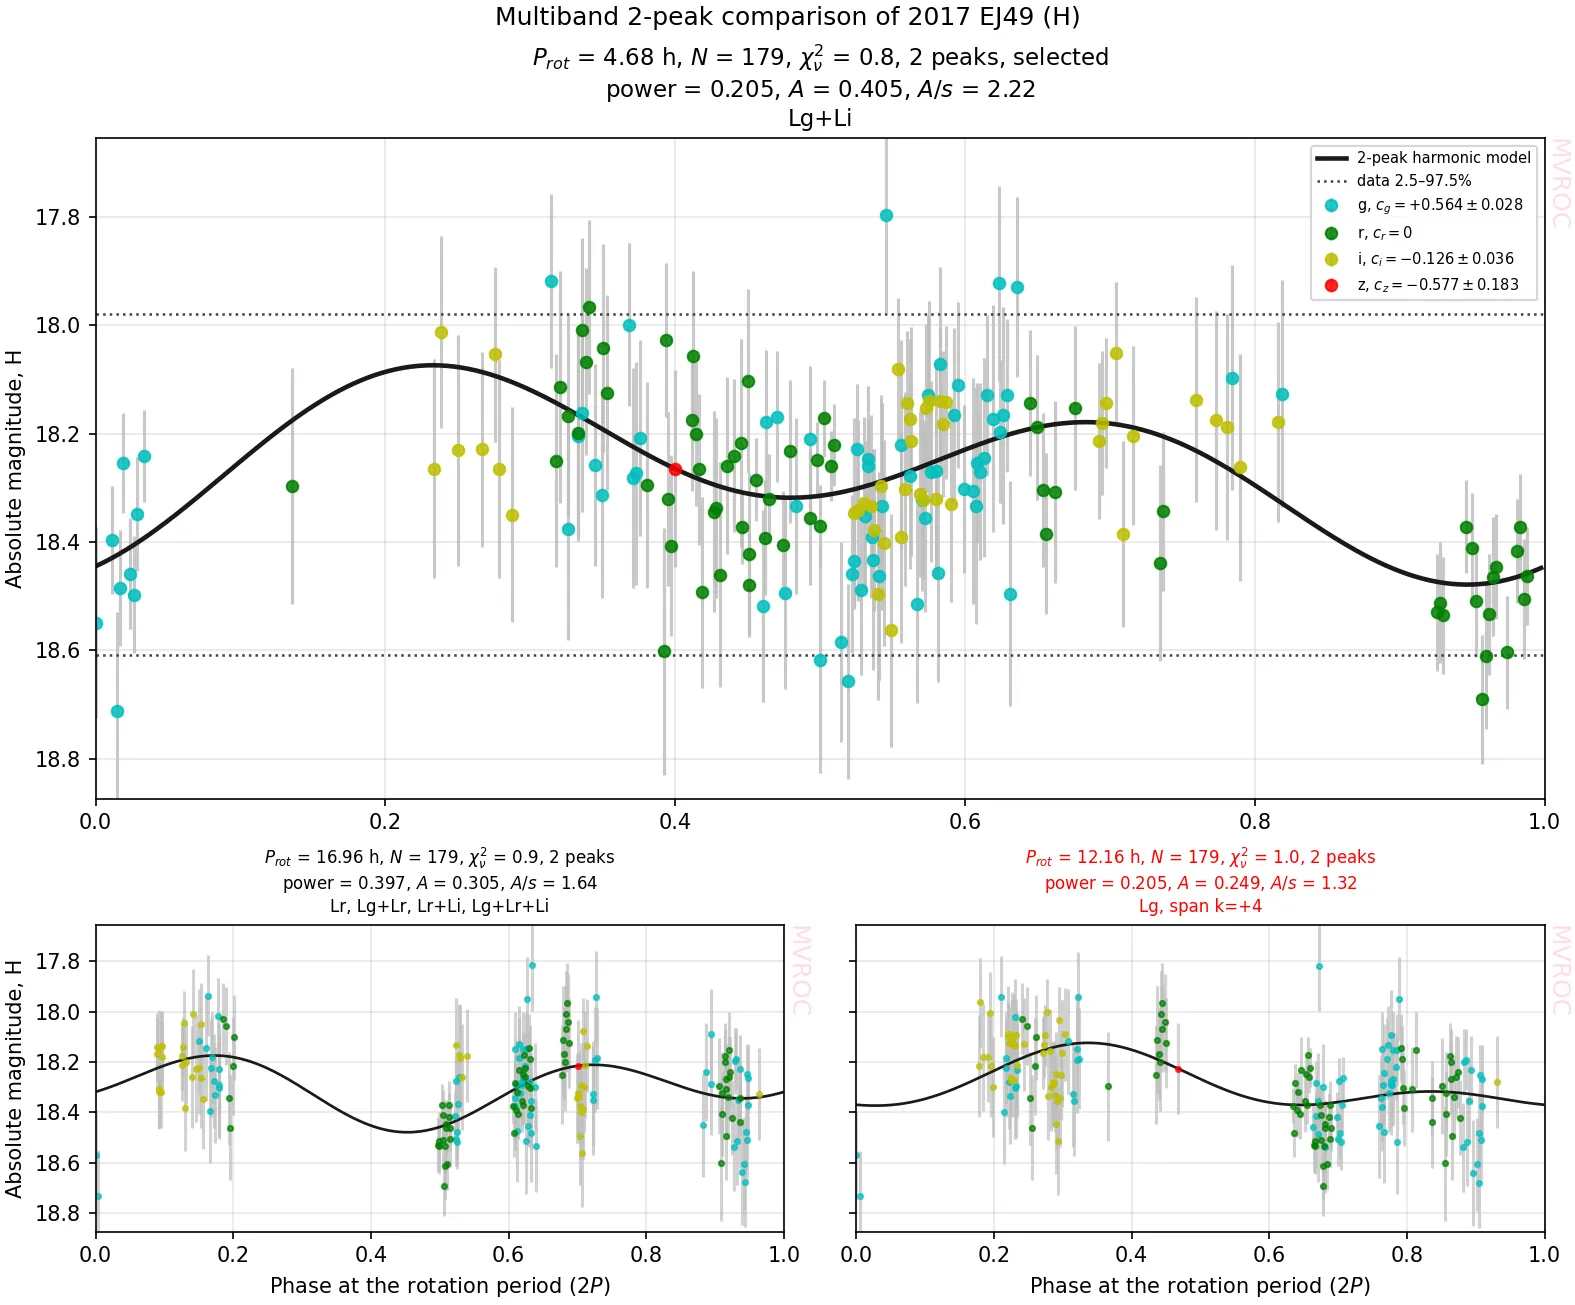 Multiband 2-peak comparison of 2017 EJ49 (H)
P_rot = 4.68 h, N = 179, χ²_ν = 0.8, 2 peaks, selected
power = 0.205, A = 0.405, A/s = 2.22
Lg+Li
2-peak harmonic model
data 2.5–97.5%
g, c_g = +0.564 ± 0.028
r, c_r = 0
i, c_i = −0.126 ± 0.036
z, c_z = −0.577 ± 0.183
MVROC
Absolute magnitude, H
17.8
18.0
18.2
18.4
18.6
18.8
0.0 0.2 0.4 0.6 0.8 1.0
P_rot = 16.96 h, N = 179, χ²_ν = 0.9, 2 peaks
power = 0.397, A = 0.305, A/s = 1.64
Lr, Lg+Lr, Lr+Li, Lg+Lr+Li
MVROC
Absolute magnitude, H
17.8
18.0
18.2
18.4
18.6
18.8
0.0 0.2 0.4 0.6 0.8 1.0
Phase at the rotation period (2P)
P_rot = 12.16 h, N = 179, χ²_ν = 1.0, 2 peaks
power = 0.205, A = 0.249, A/s = 1.32
Lg, span k=+4
MVROC
0.0 0.2 0.4 0.6 0.8 1.0
Phase at the rotation period (2P)